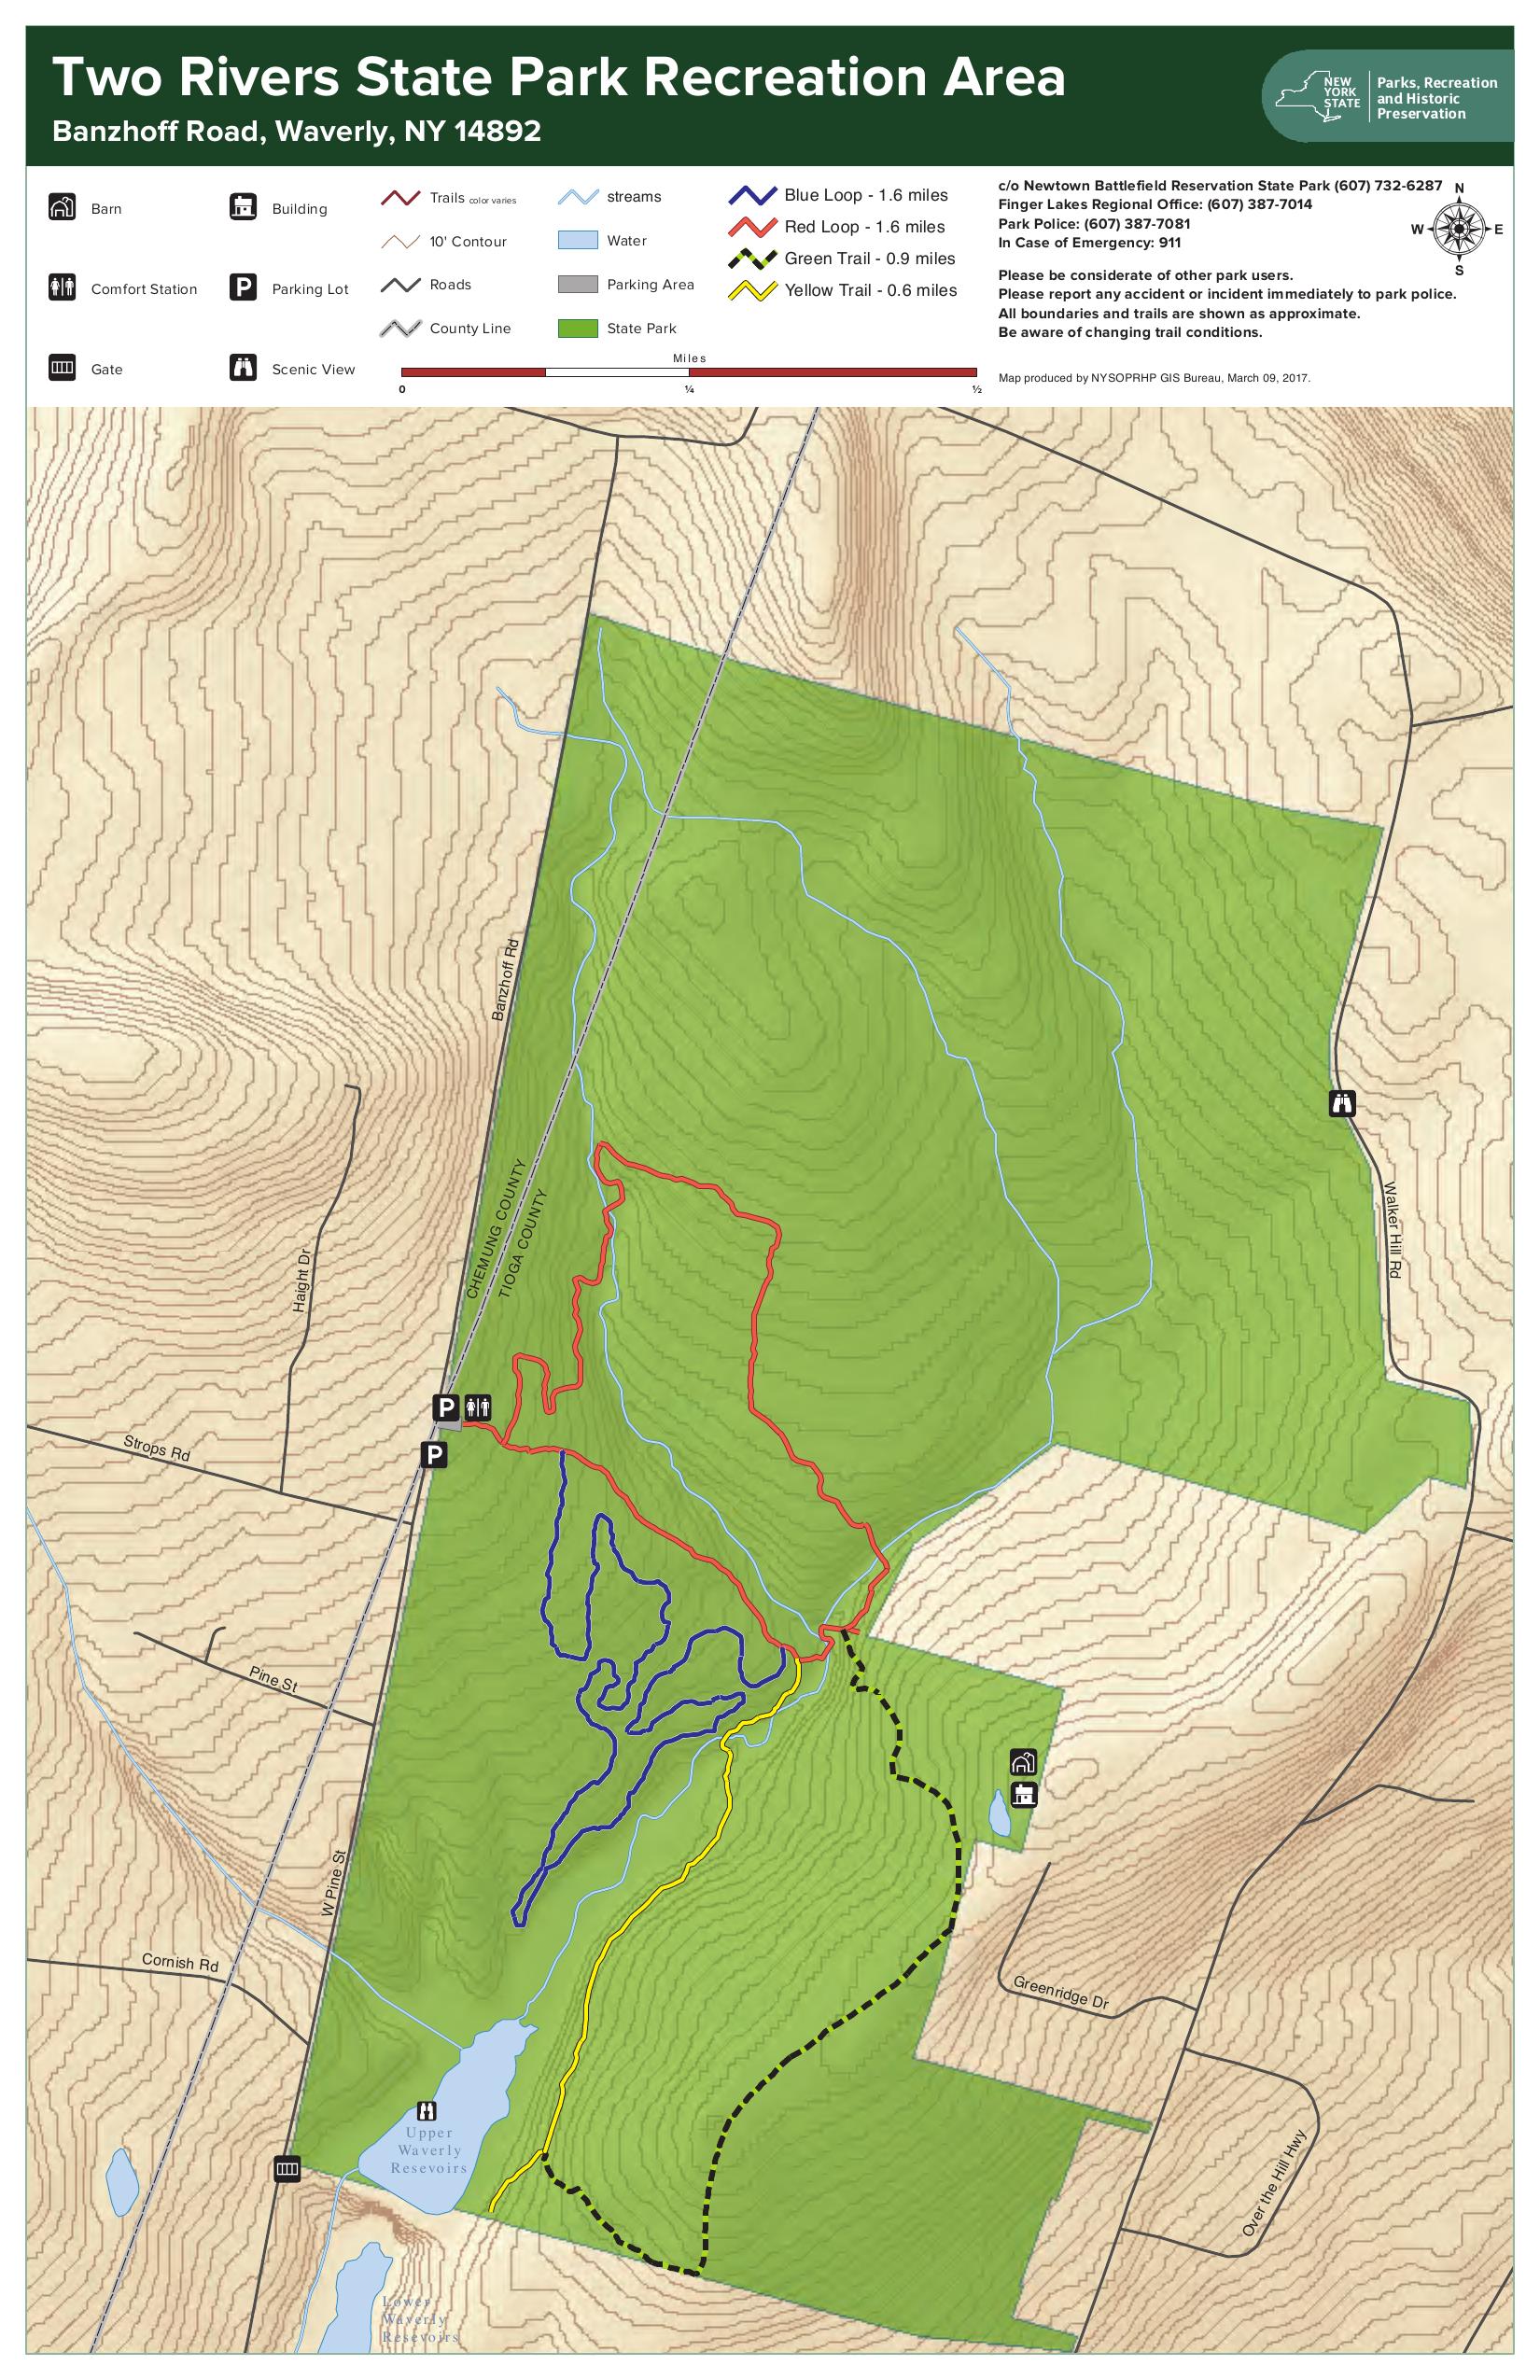 Two Rivers State Park Recreation Area
Banzhoff Road, Waverly, NY 14892
NEW
YORK
STATE
Parks, Recreation
and Historic
Preservation
Barn
Building
Comfort Station
P
Parking Lot
Gate
Scenic View
Trails color varies
10' Contour
Roads
County Line
streams
Water
Parking Area
State Park
Blue Loop - 1.6 miles
Red Loop - 1.6 miles
Green Trail - 0.9 miles
Yellow Trail - 0.6 miles
Miles
0
¼
½
c/o Newtown Battlefield Reservation State Park (607) 732-6287
Finger Lakes Regional Office: (607) 387-7014
Park Police: (607) 387-7081
In Case of Emergency: 911
N
W
E
S
Please be considerate of other park users.
Please report any accident or incident immediately to park police.
All boundaries and trails are shown as approximate.
Be aware of changing trail conditions.
Map produced by NYSOPRHP GIS Bureau, March 09, 2017.
Banzhoff Rd
CHEMUNG COUNTY
TIOGA COUNTY
Haight Dr
Walker Hill Rd
P
P
Strops Rd
Pine St
W Pine St
Cornish Rd
Greenridge Dr
Over the Hill Hwy
Upper
Waverly
Resevoirs
Lower
Waverly
Resevoirs